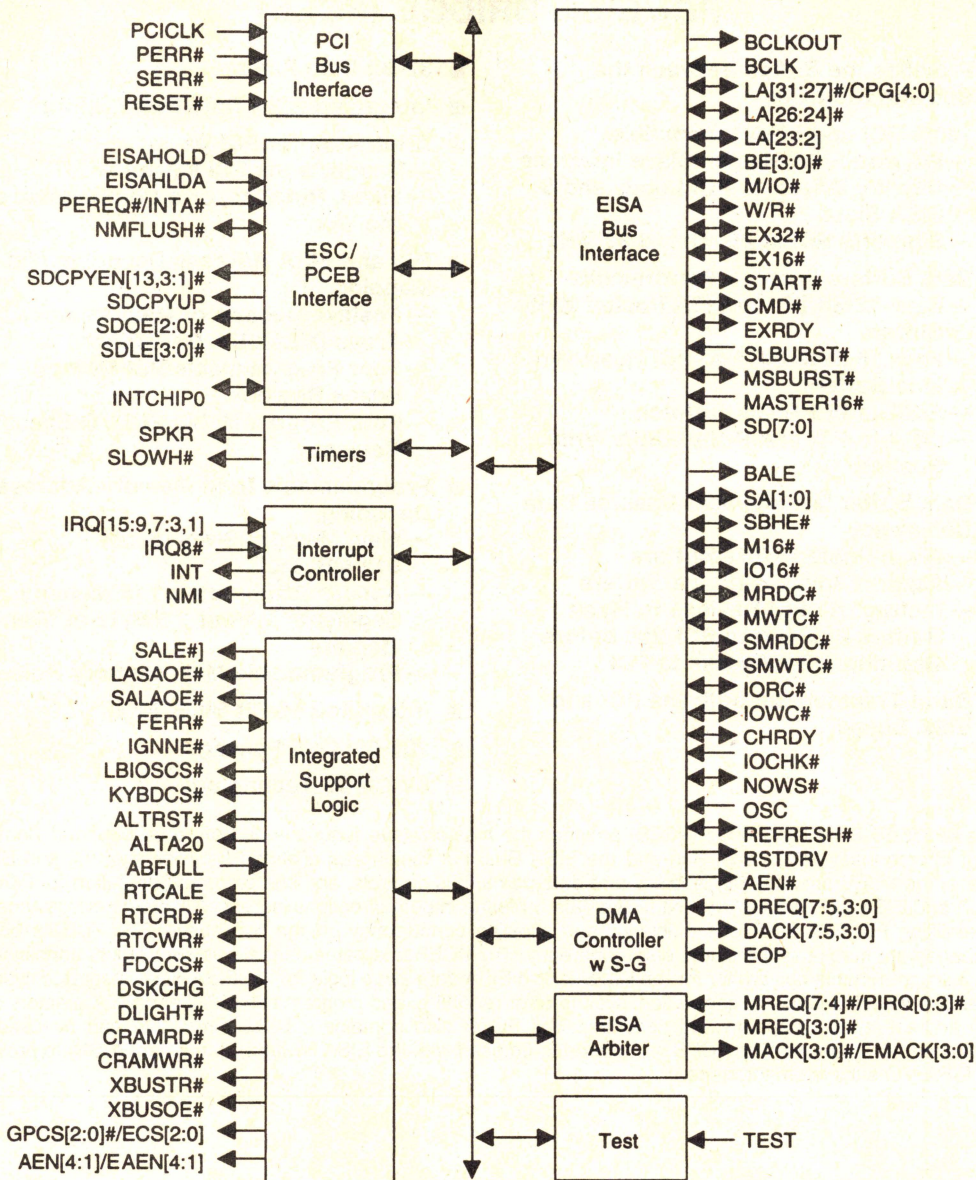 PCICLK
PERR#
SERR#
RESET#
PCI
Bus
Interface
EISAHOLD
EISAHLDA
PEREQ#/INTA#
NMFLUSH#
SDCPYEN[13,3:1]#
SDCPYUP
SDOE[2:0]#
SDLE[3:0]#
INTCHIP0
ESC/
PCEB
Interface
SPKR
SLOWH#
Timers
IRQ[15:9,7:3,1]
IRQ8#
INT
NMI
Interrupt
Controller
SALE#]
LASAOE#
SALAOE#
FERR#
IGNNE#
LBIOSCS#
KYBDCS#
ALTRST#
ALTA20
ABFULL
RTCALE
RTCRD#
RTCWR#
FDCCS#
DSKCHG
DLIGHT#
CRAMRD#
CRAMWR#
XBUSTR#
XBUSOE#
GPCS[2:0]#/ECS[2:0]
AEN[4:1]/EAEN[4:1]
Integrated
Support
Logic
EISA
Bus
Interface
BCLKOUT
BCLK
LA[31:27]#/CPG[4:0]
LA[26:24]#
LA[23:2]
BE[3:0]#
M/IO#
W/R#
EX32#
EX16#
START#
CMD#
EXRDY
SLBURST#
MSBURST#
MASTER16#
SD[7:0]
BALE
SA[1:0]
SBHE#
M16#
IO16#
MRDC#
MWTC#
SMRDC#
SMWTC#
IORC#
IOWC#
CHRDY
IOCHK#
NOWS#
OSC
REFRESH#
RSTDRV
AEN#
DMA
Controller
w S-G
DREQ[7:5,3:0]
DACK[7:5,3:0]
EOP
EISA
Arbiter
MREQ[7:4]#/PIRQ[0:3]#
MREQ[3:0]#
MACK[3:0]#/EMACK[3:0]
Test
TEST